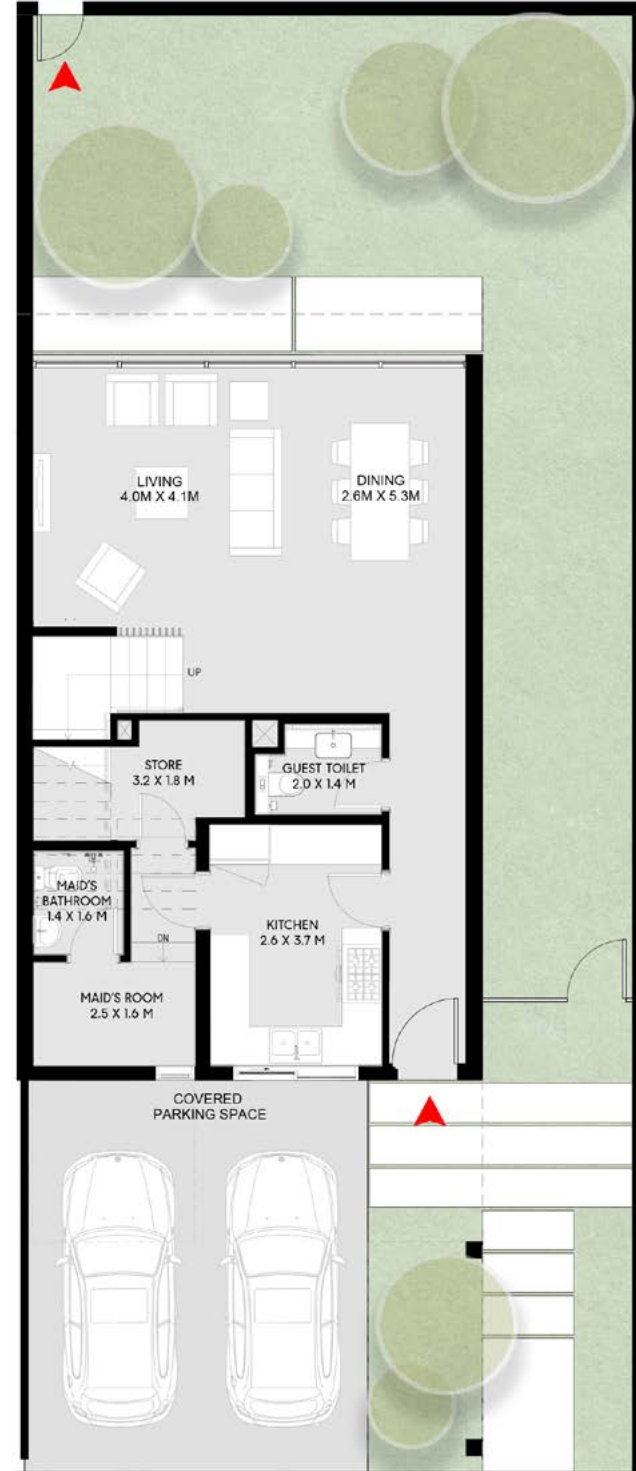 LIVING
4.0M X 4.1M
DINING
2.6M X 5.3M
UP
STORE
3.2 X 1.8 M
GUEST TOILET
2.0 X 1.4 M
MAID'S
BATHROOM
1.4 X 1.6 M
KITCHEN
2.6 X 3.7 M
DN
MAID'S ROOM
2.5 X 1.6 M
COVERED
PARKING SPACE